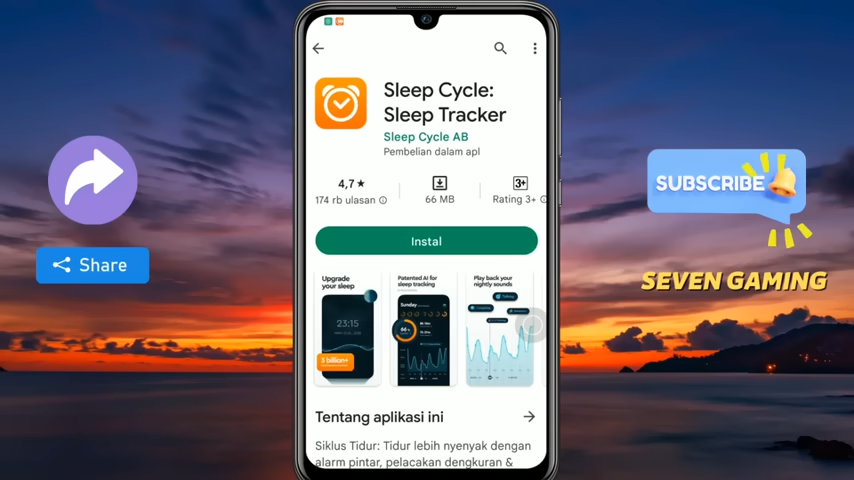 Sleep Cycle:
Sleep Tracker
Sleep Cycle AB
Pembelian dalam apl
4,7★
174 rb ulasan
66 MB
3+
Rating 3+
Instal
Upgrade
your sleep
23:15
3 billion+
Patented AI for
sleep tracking
Sunday
Play back your
nightly sounds
Talking
Tentang aplikasi ini
Siklus Tidur: Tidur lebih nyenyak dengan
alarm pintar, pelacakan dengkuran &
Share
SUBSCRIBE
SEVEN GAMING